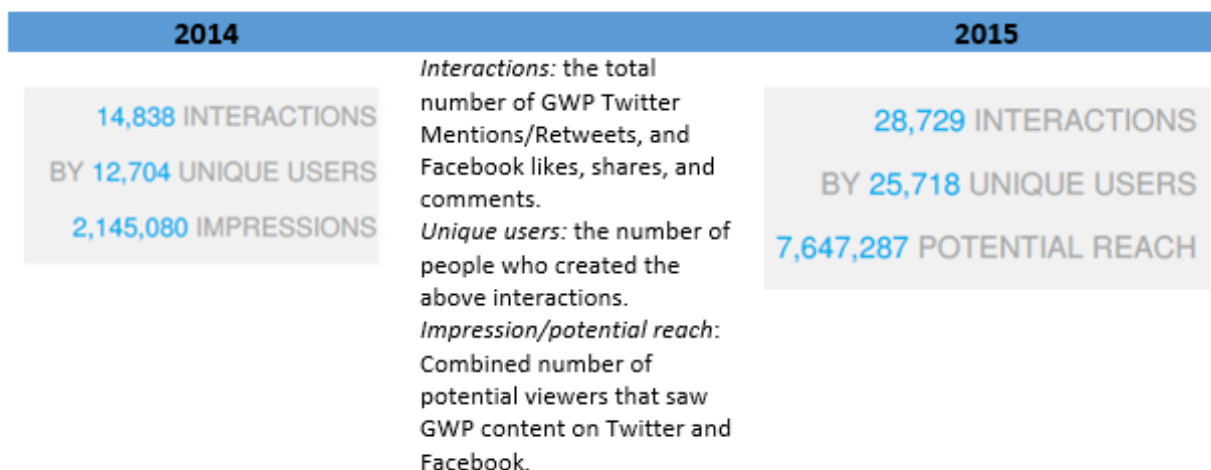 2014
2015
14,838 INTERACTIONS
BY 12,704 UNIQUE USERS
2,145,080 IMPRESSIONS
Interactions: the total
number of GWP Twitter
Mentions/Retweets, and
Facebook likes, shares, and
comments.
Unique users: the number of
people who created the
above interactions.
Impression/potential reach:
Combined number of
potential viewers that saw
GWP content on Twitter and
Facebook.
28,729 INTERACTIONS
BY 25,718 UNIQUE USERS
7,647,287 POTENTIAL REACH